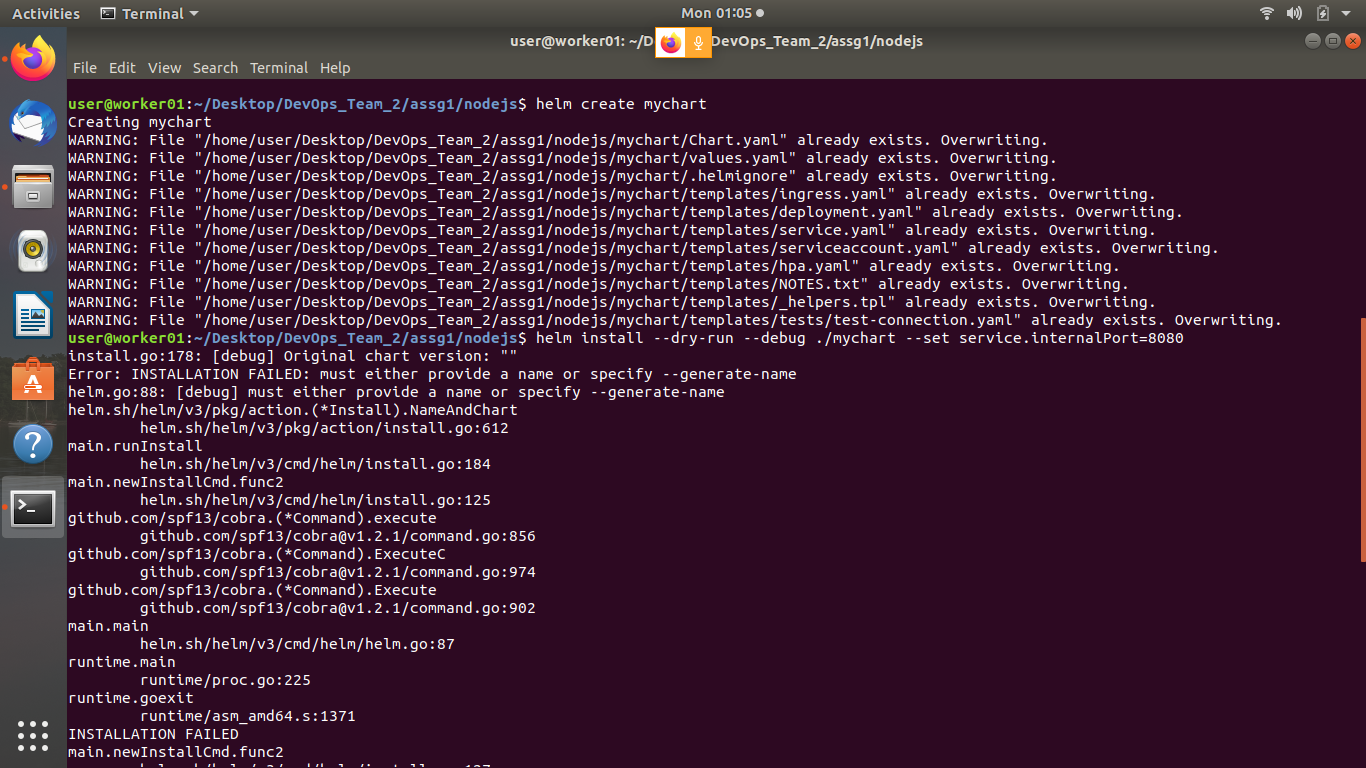 Activities Terminal Mon 01:05
user@worker01: ~/D DevOps_Team_2/assg1/nodejs
File Edit View Search Terminal Help
user@worker01:~/Desktop/DevOps_Team_2/assg1/nodejs$ helm create mychart
Creating mychart
WARNING: File "/home/user/Desktop/DevOps_Team_2/assg1/nodejs/mychart/Chart.yaml" already exists. Overwriting.
WARNING: File "/home/user/Desktop/DevOps_Team_2/assg1/nodejs/mychart/values.yaml" already exists. Overwriting.
WARNING: File "/home/user/Desktop/DevOps_Team_2/assg1/nodejs/mychart/.helmignore" already exists. Overwriting.
WARNING: File "/home/user/Desktop/DevOps_Team_2/assg1/nodejs/mychart/templates/ingress.yaml" already exists. Overwriting.
WARNING: File "/home/user/Desktop/DevOps_Team_2/assg1/nodejs/mychart/templates/deployment.yaml" already exists. Overwriting.
WARNING: File "/home/user/Desktop/DevOps_Team_2/assg1/nodejs/mychart/templates/service.yaml" already exists. Overwriting.
WARNING: File "/home/user/Desktop/DevOps_Team_2/assg1/nodejs/mychart/templates/serviceaccount.yaml" already exists. Overwriting.
WARNING: File "/home/user/Desktop/DevOps_Team_2/assg1/nodejs/mychart/templates/hpa.yaml" already exists. Overwriting.
WARNING: File "/home/user/Desktop/DevOps_Team_2/assg1/nodejs/mychart/templates/NOTES.txt" already exists. Overwriting.
WARNING: File "/home/user/Desktop/DevOps_Team_2/assg1/nodejs/mychart/templates/_helpers.tpl" already exists. Overwriting.
WARNING: File "/home/user/Desktop/DevOps_Team_2/assg1/nodejs/mychart/templates/tests/test-connection.yaml" already exists. Overwriting.
user@worker01:~/Desktop/DevOps_Team_2/assg1/nodejs$ helm install --dry-run --debug ./mychart --set service.internalPort=8080
install.go:178: [debug] Original chart version: ""
Error: INSTALLATION FAILED: must either provide a name or specify --generate-name
helm.go:88: [debug] must either provide a name or specify --generate-name
helm.sh/helm/v3/pkg/action.(*Install).NameAndChart
helm.sh/helm/v3/pkg/action/install.go:612
main.runInstall
helm.sh/helm/v3/cmd/helm/install.go:184
main.newInstallCmd.func2
helm.sh/helm/v3/cmd/helm/install.go:125
github.com/spf13/cobra.(*Command).execute
github.com/spf13/cobra@v1.2.1/command.go:856
github.com/spf13/cobra.(*Command).ExecuteC
github.com/spf13/cobra@v1.2.1/command.go:974
github.com/spf13/cobra.(*Command).Execute
github.com/spf13/cobra@v1.2.1/command.go:902
main.main
helm.sh/helm/v3/cmd/helm/helm.go:87
runtime.main
runtime/proc.go:225
runtime.goexit
runtime/asm_amd64.s:1371
INSTALLATION FAILED
main.newInstallCmd.func2